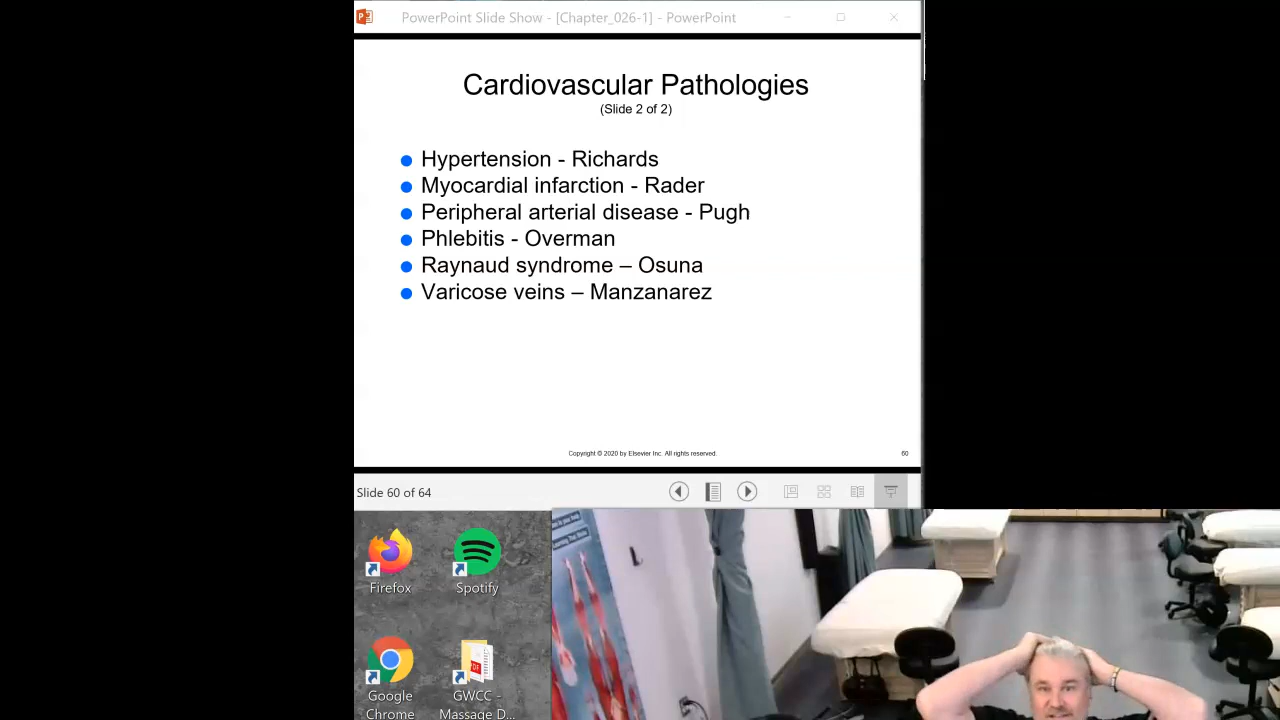 PowerPoint Slide Show - [Chapter_026-1] - PowerPoint
Cardiovascular Pathologies
(Slide 2 of 2)
Hypertension - Richards
Myocardial infarction - Rader
Peripheral arterial disease - Pugh
Phlebitis - Overman
Raynaud syndrome – Osuna
Varicose veins – Manzanarez
Copyright © 2020 by Elsevier Inc. All rights reserved.
60
Slide 60 of 64
Firefox
Spotify
Google
Chrome
GWCC -
Massage D...